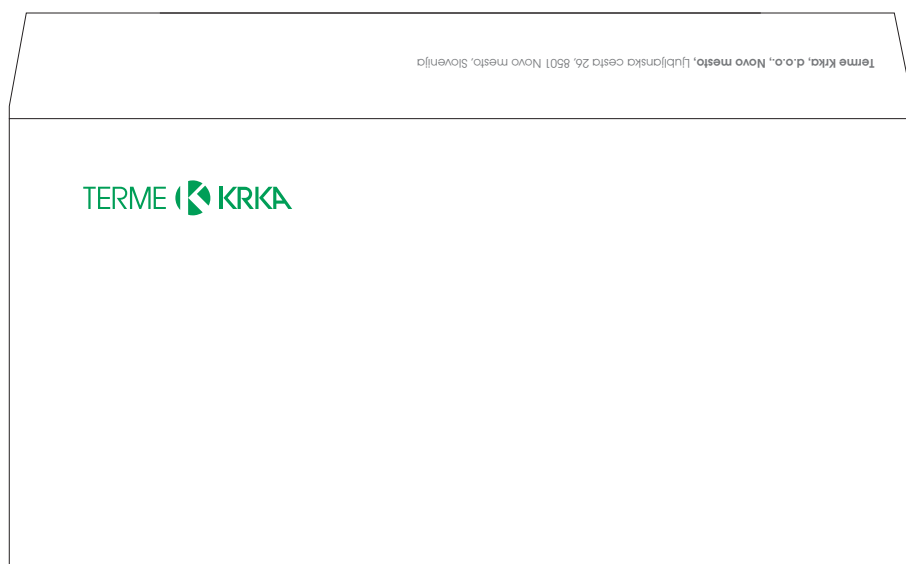 Terme Krka, d.o.o., Novo mesto, Ljubljanska cesta 26, 8501 Novo mesto, Slovenija
TERME KRKA